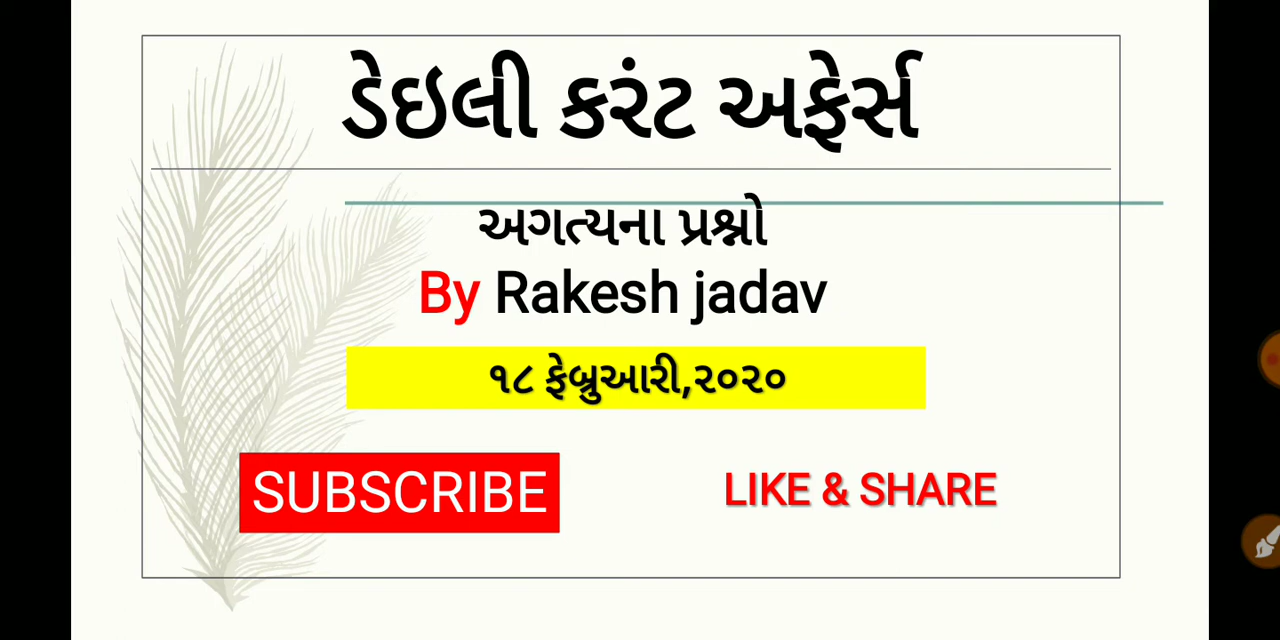 ડેઇલી કરંટ અફેર્સ
અગત્યના પ્રશ્નો
By Rakesh jadav
૧૮ ફેબ્રુઆરી,૨૦૨૦
SUBSCRIBE
LIKE & SHARE